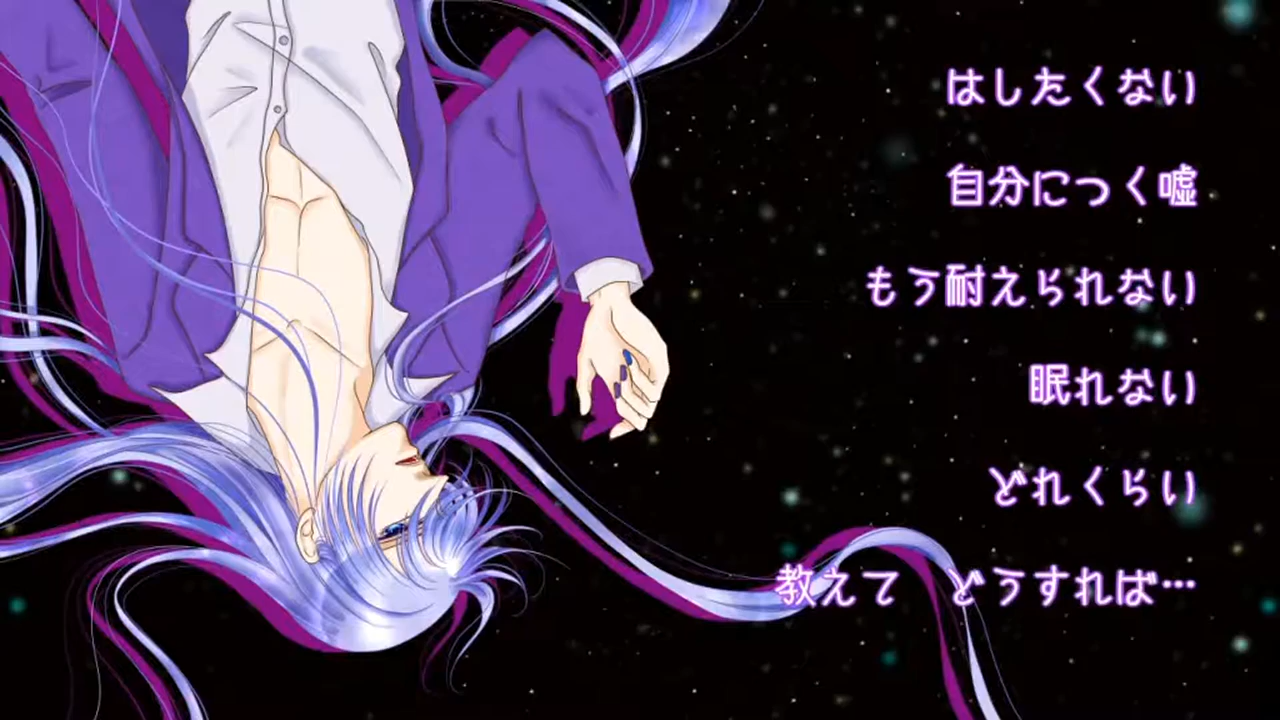 はしたくない
自分につく嘘
もう耐えられない
眠れない
どれくらい
教えて　どうすれば…